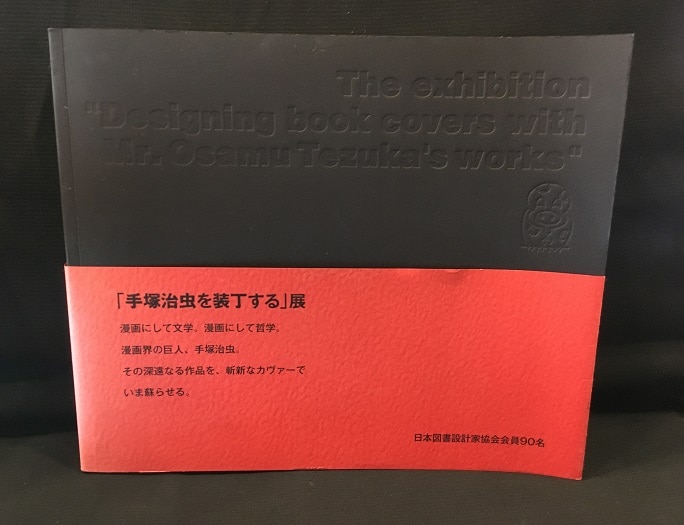 The exhibition
"Designing book covers with
Mr. Osamu Tezuka's works"
「手塚治虫を装丁する」展
漫画にして文学。漫画にして哲学。
漫画界の巨人、手塚治虫。
その深遠なる作品を、斬新なカヴァーで
いま蘇らせる。
日本図書設計家協会会員90名